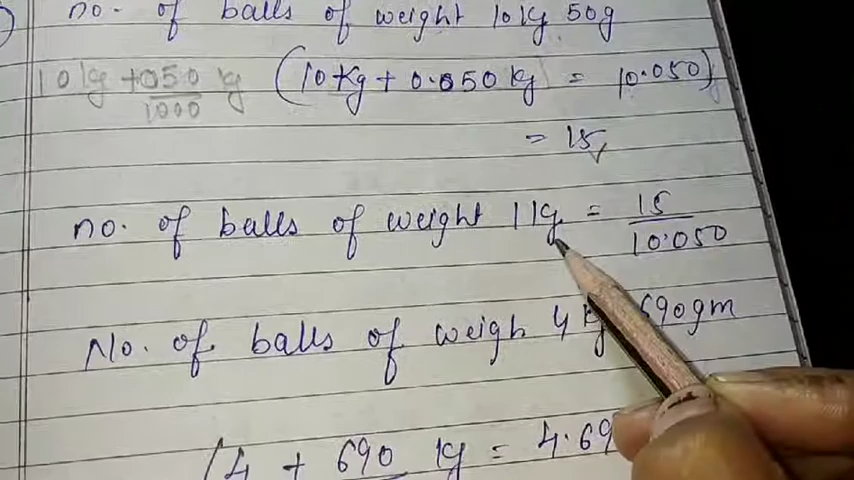 no. of balls of weight 10kg 50g
10kg + 050/1000 kg (10kg + 0.050 kg = 10.050)
= 15
no. of balls of weight 1kg = 15/10.050
No. of balls of weigh 4 kg 690gm
(4 + 690 kg = 4.69